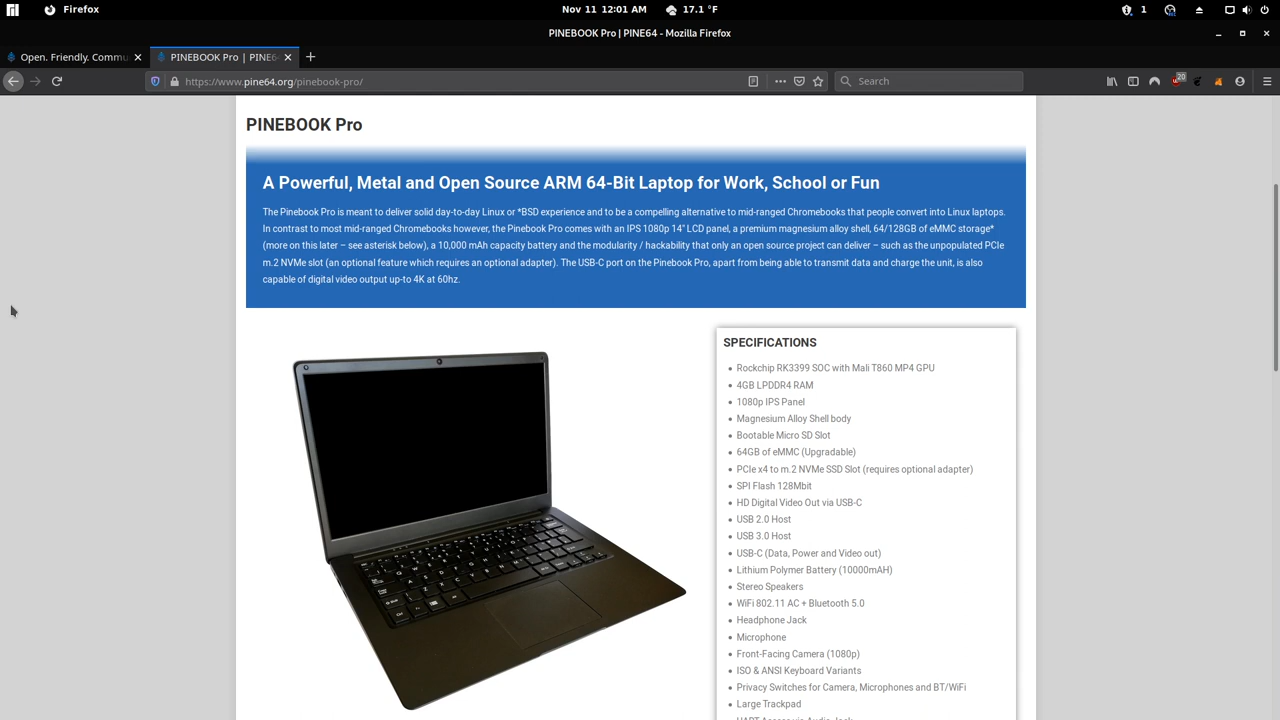 Firefox
Nov 11 12:01 AM
17.1 °F
1
PINEBOOK Pro | PINE64 - Mozilla Firefox
Open. Friendly. Commu
PINEBOOK Pro | PINE6
https://www.pine64.org/pinebook-pro/
Search
20
PINEBOOK Pro
A Powerful, Metal and Open Source ARM 64-Bit Laptop for Work, School or Fun
The Pinebook Pro is meant to deliver solid day-to-day Linux or *BSD experience and to be a compelling alternative to mid-ranged Chromebooks that people convert into Linux laptops.
In contrast to most mid-ranged Chromebooks however, the Pinebook Pro comes with an IPS 1080p 14" LCD panel, a premium magnesium alloy shell, 64/128GB of eMMC storage*
(more on this later – see asterisk below), a 10,000 mAh capacity battery and the modularity / hackability that only an open source project can deliver – such as the unpopulated PCIe
m.2 NVMe slot (an optional feature which requires an optional adapter). The USB-C port on the Pinebook Pro, apart from being able to transmit data and charge the unit, is also
capable of digital video output up-to 4K at 60hz.
SPECIFICATIONS
Rockchip RK3399 SOC with Mali T860 MP4 GPU
4GB LPDDR4 RAM
1080p IPS Panel
Magnesium Alloy Shell body
Bootable Micro SD Slot
64GB of eMMC (Upgradable)
PCIe x4 to m.2 NVMe SSD Slot (requires optional adapter)
SPI Flash 128Mbit
HD Digital Video Out via USB-C
USB 2.0 Host
USB 3.0 Host
USB-C (Data, Power and Video out)
Lithium Polymer Battery (10000mAH)
Stereo Speakers
WiFi 802.11 AC + Bluetooth 5.0
Headphone Jack
Microphone
Front-Facing Camera (1080p)
ISO & ANSI Keyboard Variants
Privacy Switches for Camera, Microphones and BT/WiFi
Large Trackpad